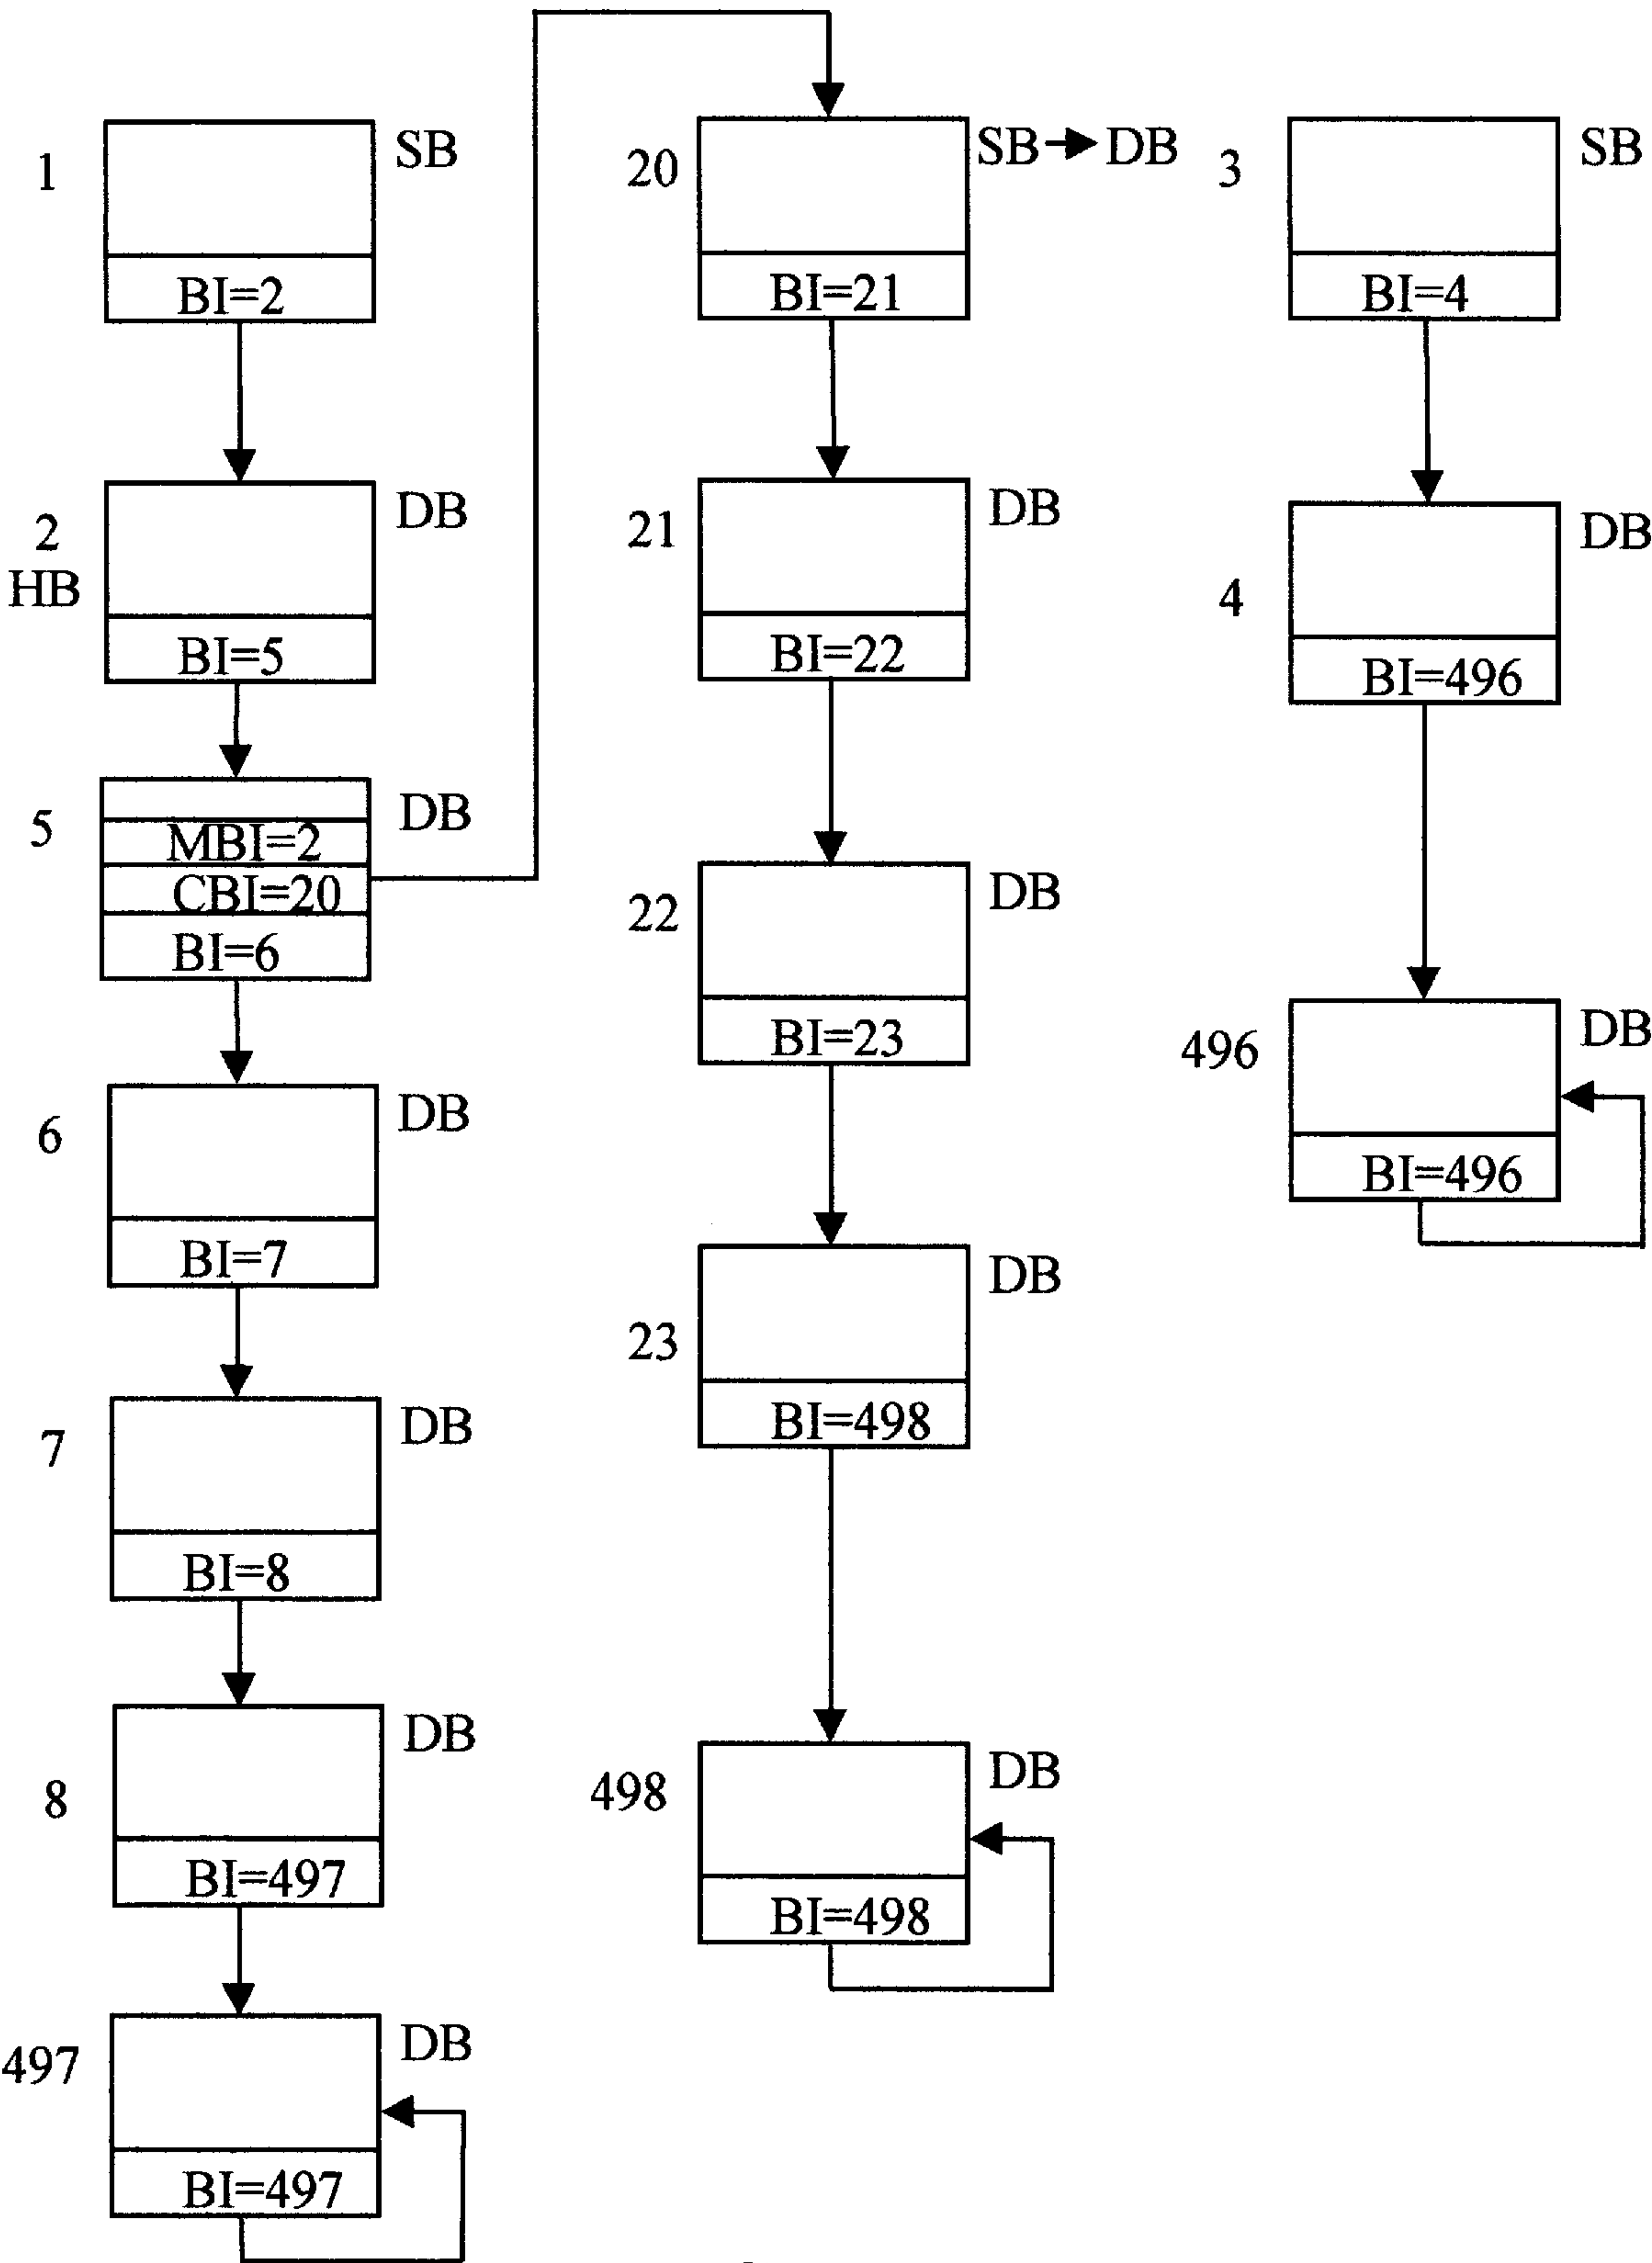 1
SB
BI=2
2
HB
DB
BI=5
5
DB
MBI=2
CBI=20
BI=6
6
DB
BI=7
7
DB
BI=8
8
DB
BI=497
497
DB
BI=497
20
SB → DB
BI=21
21
DB
BI=22
22
DB
BI=23
23
DB
BI=498
498
DB
BI=498
3
SB
BI=4
4
DB
BI=496
496
DB
BI=496